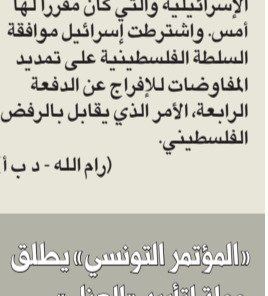 الإسرائيلية والتي كان مقررا لها
أمس. واشترطت إسرائيل موافقة
السلطة الفلسطينية على تمديد
المفاوضات للإفراج عن الدفعة
الرابعة، الأمر الذي يقابل بالرفض
الفلسطيني.
(رام الله - د ب أ)
«المؤتمر التونسي» يطلق